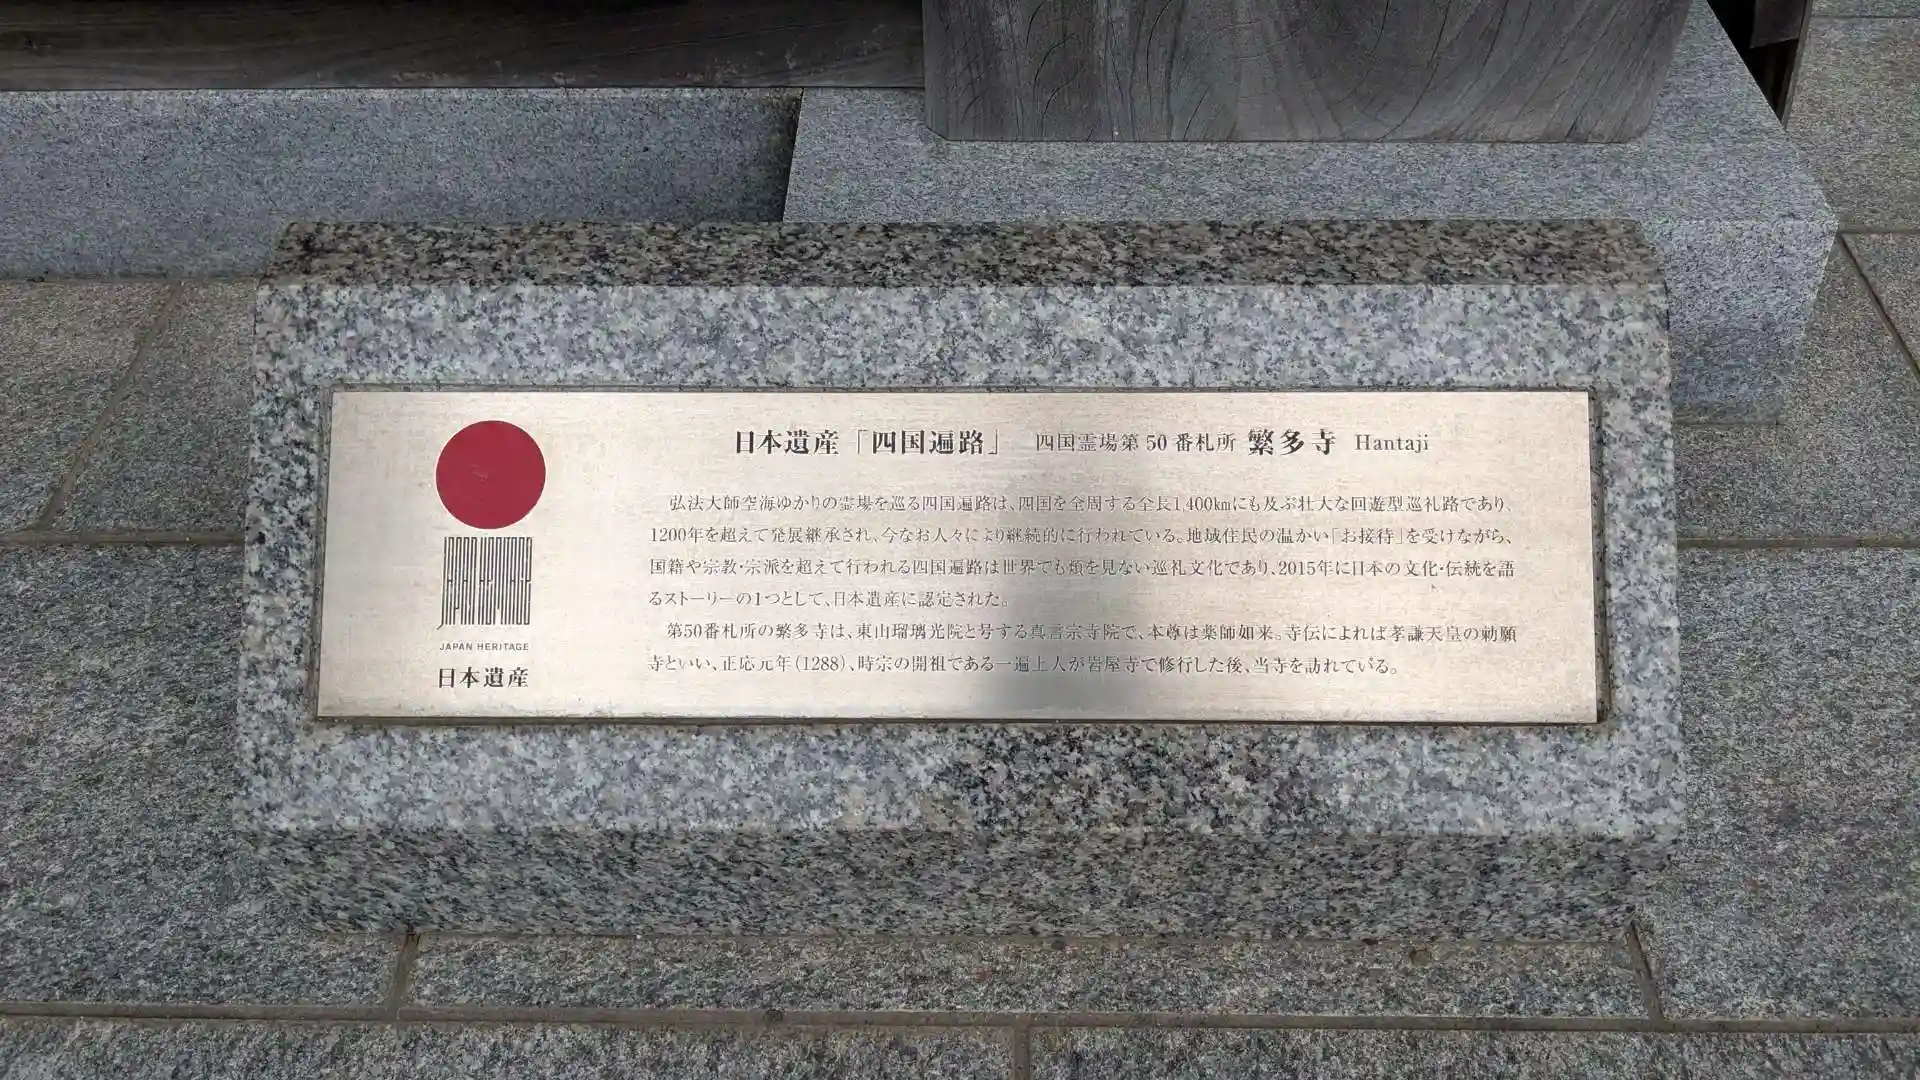 日本遺産「四国遍路」 四国霊場第50番札所 繁多寺 Hantaji
弘法大師空海ゆかりの霊場を巡る四国遍路は、四国を全周する全長1,400㎞にも及ぶ壮大な回遊型巡礼路であり、
1200年を超えて発展継承され、今なお人々により継続的に行われている。地域住民の温かい「お接待」を受けながら、
国籍や宗教・宗派を超えて行われる四国遍路は世界でも類を見ない巡礼文化であり、2015年に日本の文化・伝統を語
るストーリーの1つとして、日本遺産に認定された。
第50番札所の繁多寺は、東山瑠璃光院と号する真言宗寺院で、本尊は薬師如来。寺伝によれば孝謙天皇の勅願
寺といい、正応元年(1288)、時宗の開祖である一遍上人が岩屋寺で修行した後、当寺を訪れている。
JAPAN HERITAGE
JAPAN HERITAGE
日本遺産